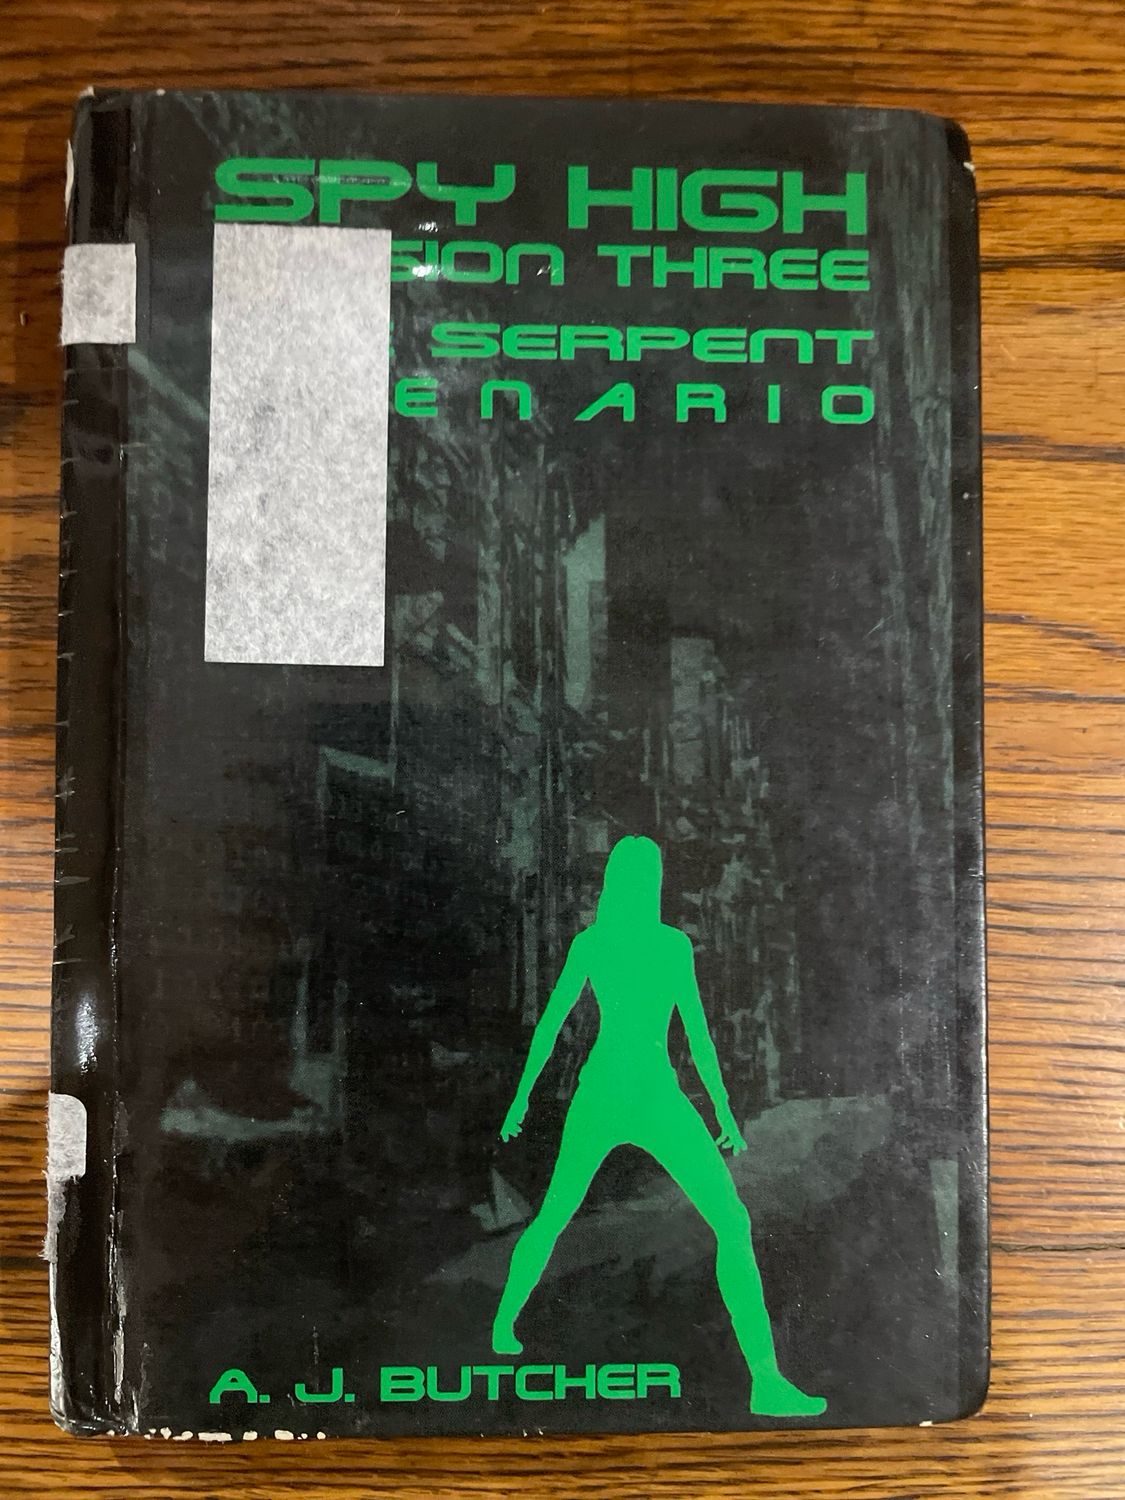 SPY HIGH
SION THREE
SERPENT
ENARIO
A. J. BUTCHER